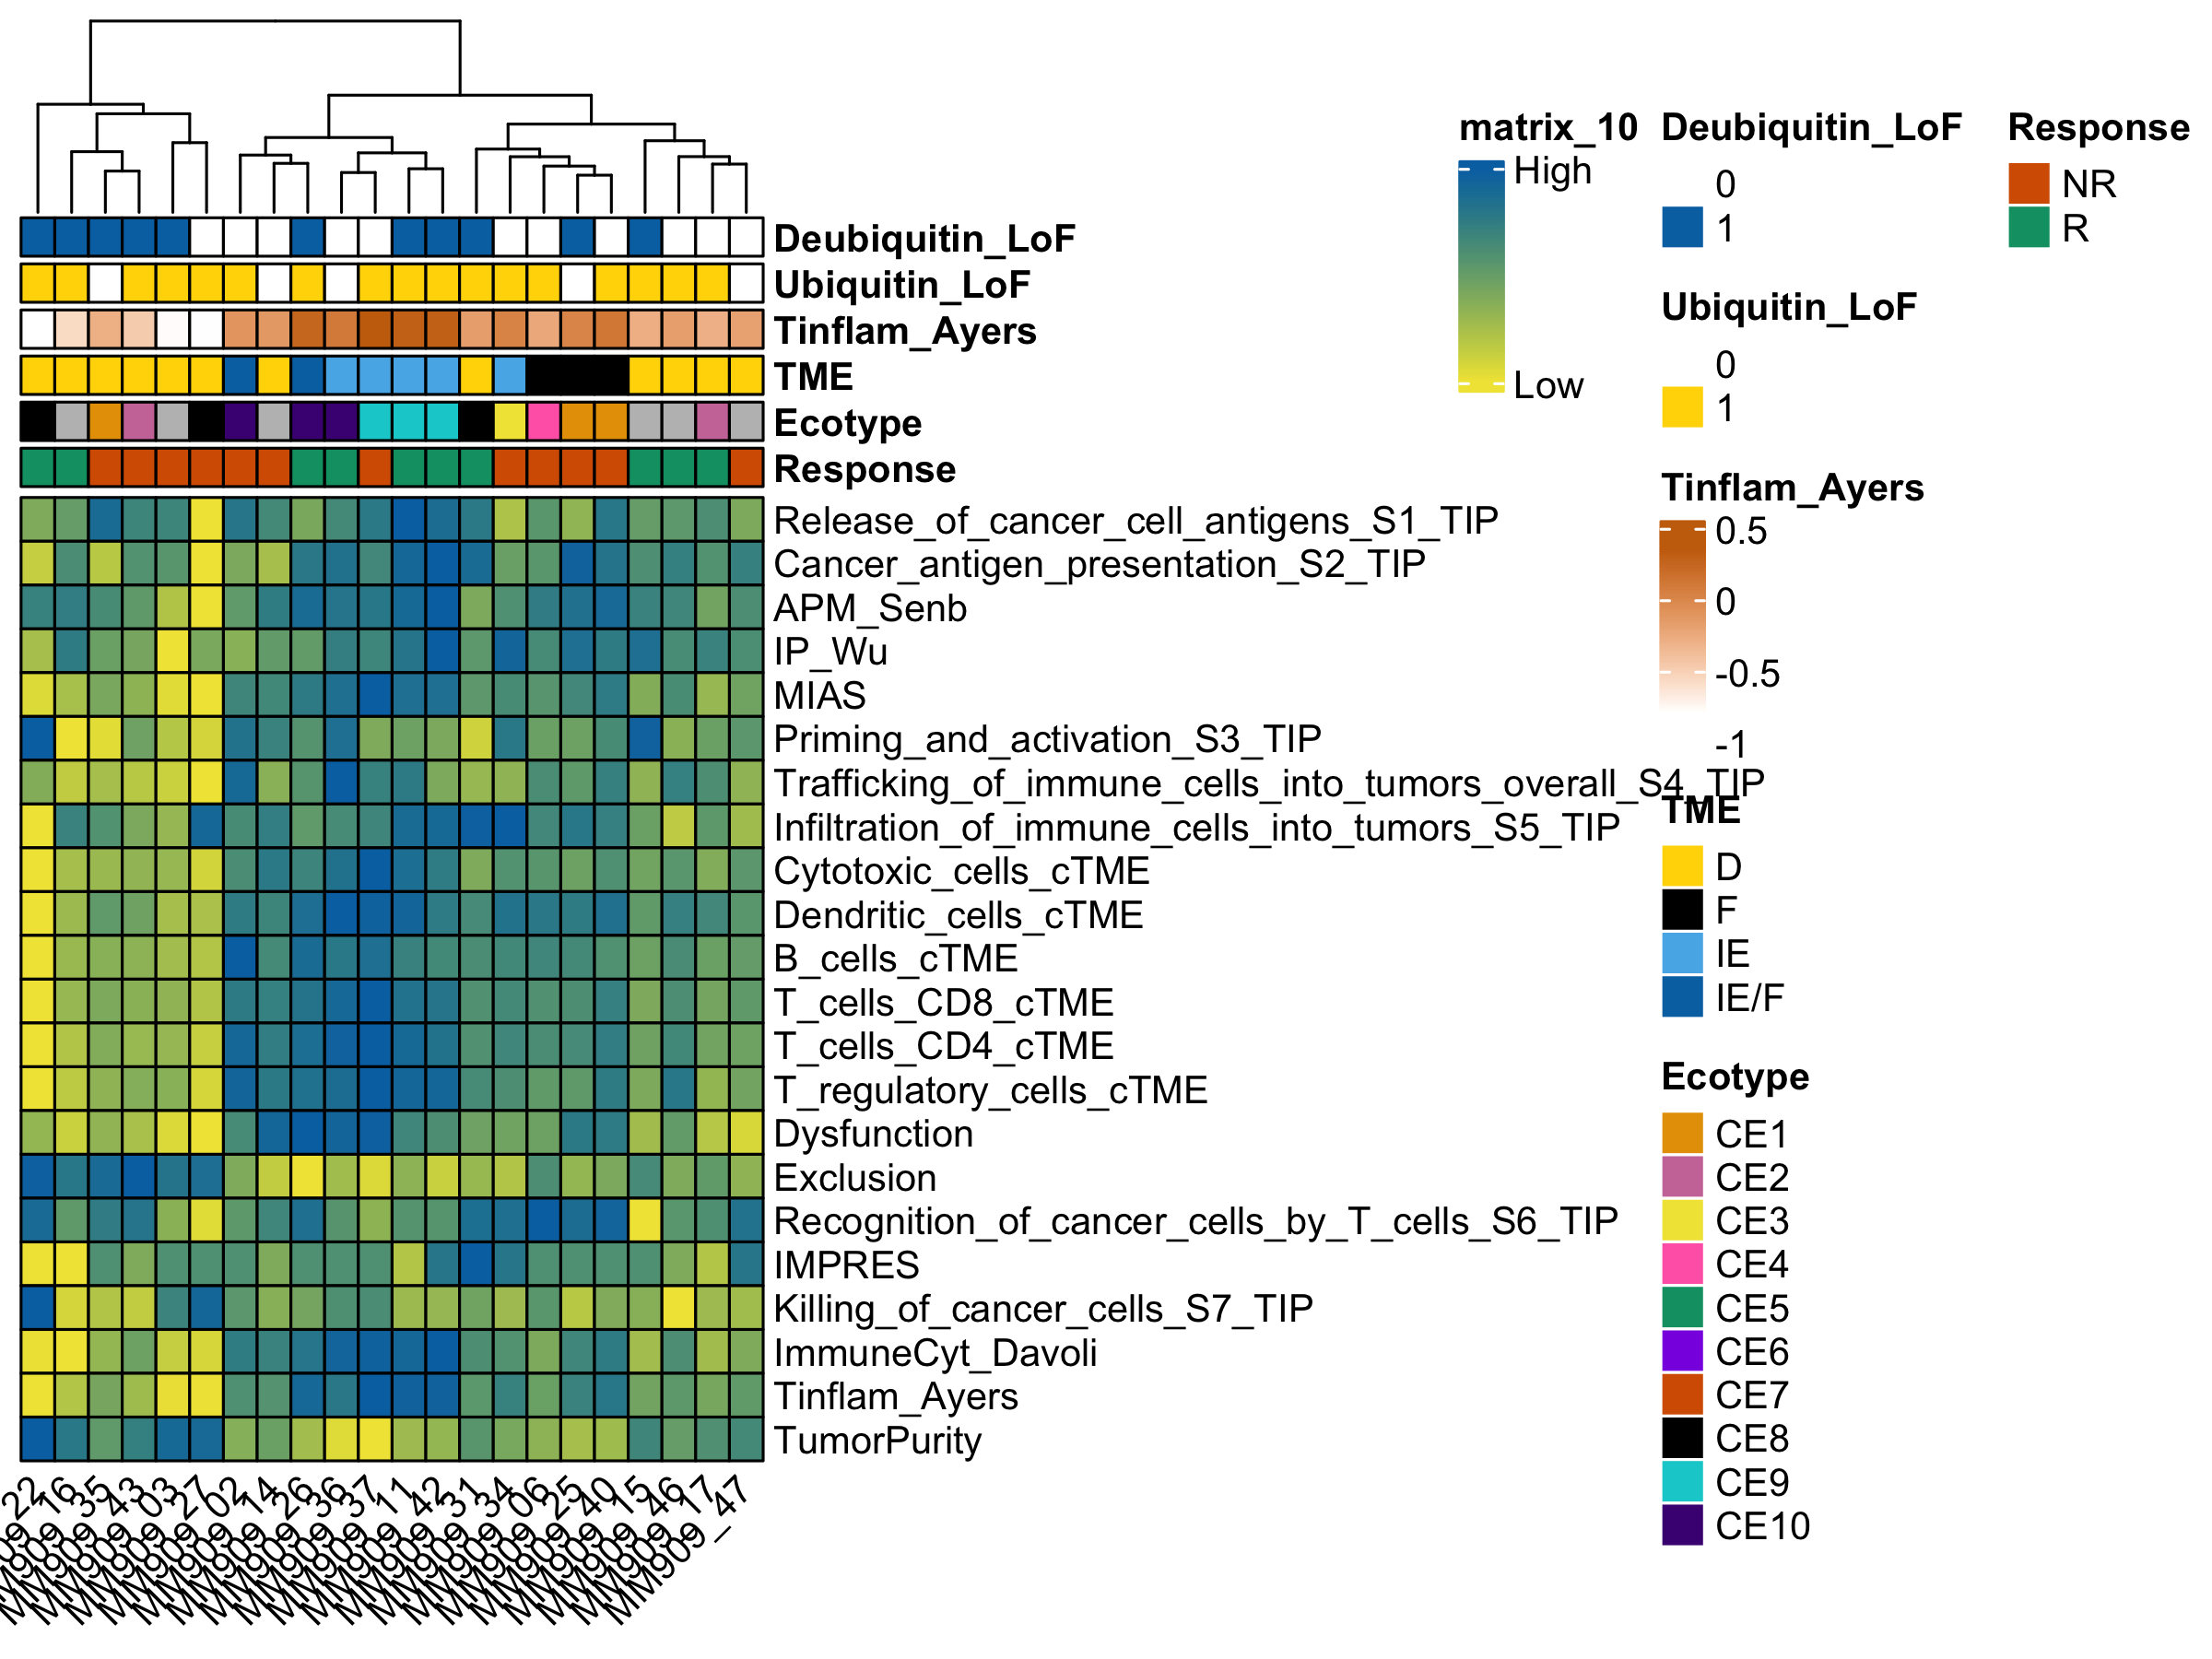 Deubiquitin_LoF
Ubiquitin_LoF
Tinflam_Ayers
TME
Ecotype
Response
Release_of_cancer_cell_antigens_S1_TIP
Cancer_antigen_presentation_S2_TIP
APM_Senb
IP_Wu
MIAS
Priming_and_activation_S3_TIP
Trafficking_of_immune_cells_into_tumors_overall_S4_TIP
Infiltration_of_immune_cells_into_tumors_S5_TIP
Cytotoxic_cells_cTME
Dendritic_cells_cTME
B_cells_cTME
T_cells_CD8_cTME
T_cells_CD4_cTME
T_regulatory_cells_cTME
Dysfunction
Exclusion
Recognition_of_cancer_cells_by_T_cells_S6_TIP
IMPRES
Killing_of_cancer_cells_S7_TIP
ImmuneCyt_Davoli
Tinflam_Ayers
TumorPurity
MM909_47
matrix_10
High
Low
Deubiquitin_LoF
0
1
Ubiquitin_LoF
0
1
Tinflam_Ayers
0.5
0
-0.5
-1
TME
D
F
IE
IE/F
Ecotype
CE1
CE2
CE3
CE4
CE5
CE6
CE7
CE8
CE9
CE10
Response
NR
R